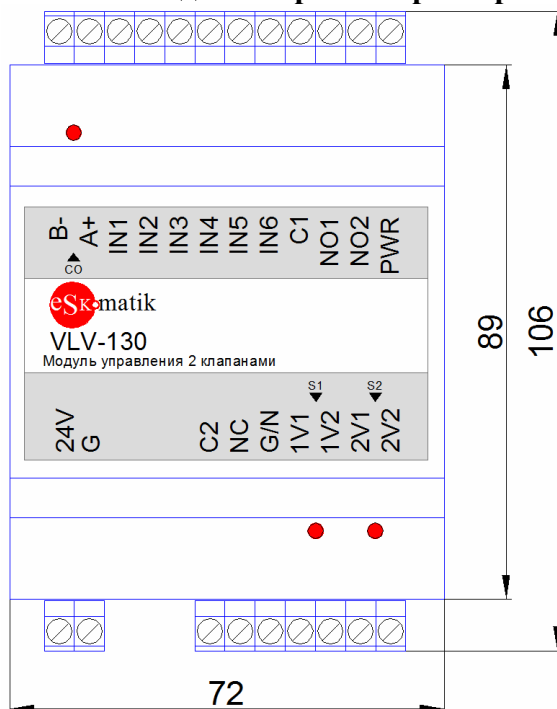 B- A+ IN1 IN2 IN3 IN4 IN5 IN6 C1 NO1 NO2 PWR
CO
eSK•matik
VLV-130
Модуль управления 2 клапанами
S1 S2
24V G C2 NC G/N 1V1 1V2 2V1 2V2
89
106
72